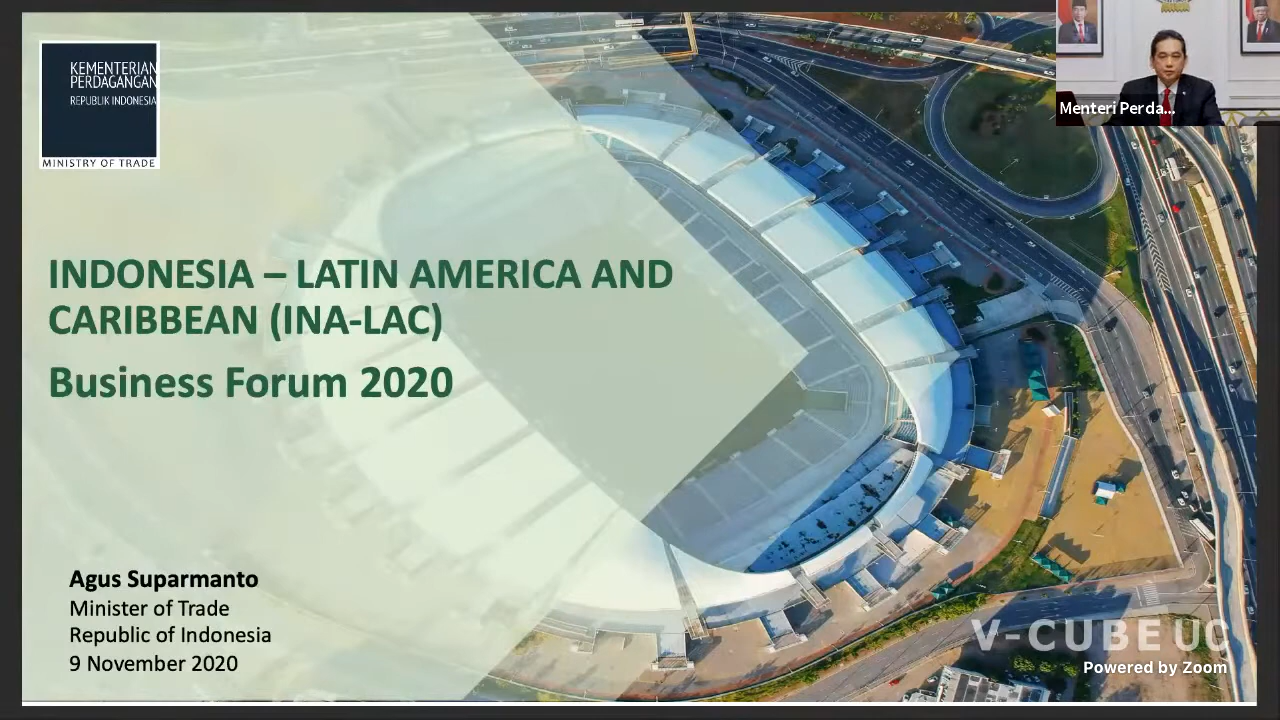 KEMENTERIAN
PERDAGANGAN
REPUBLIK INDONESIA
MINISTRY OF TRADE
Menteri Perda...
INDONESIA – LATIN AMERICA AND
CARIBBEAN (INA-LAC)
Business Forum 2020
Agus Suparmanto
Minister of Trade
Republic of Indonesia
9 November 2020
V-CUBE UC
Powered by Zoom